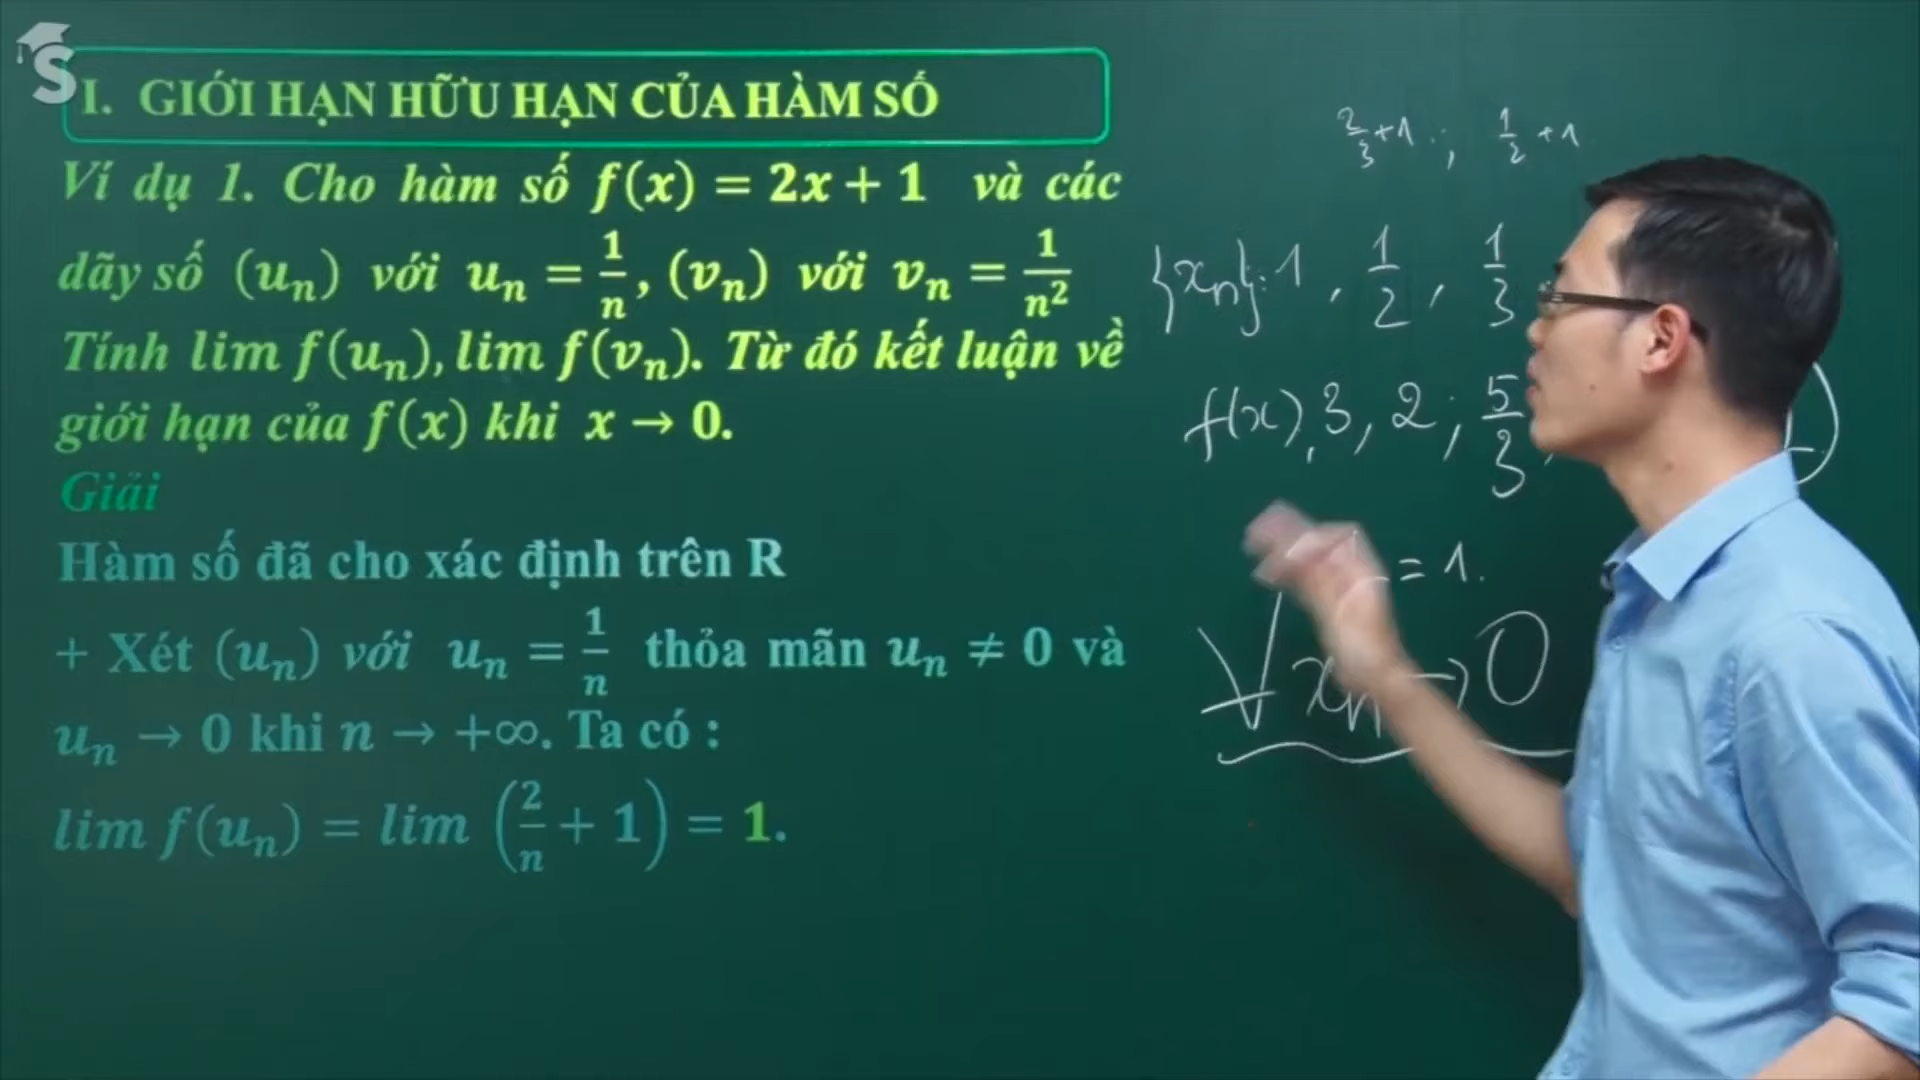 S
I. GIỚI HẠN HỮU HẠN CỦA HÀM SỐ
Ví dụ 1. Cho hàm số f(x) = 2x + 1 và các
dãy số (uₙ) với uₙ = 1/n, (vₙ) với vₙ = 1/n²
Tính lim f(uₙ), lim f(vₙ). Từ đó kết luận về
giới hạn của f(x) khi x → 0.
Giải
Hàm số đã cho xác định trên R
+ Xét (uₙ) với uₙ = 1/n thỏa mãn uₙ ≠ 0 và
uₙ → 0 khi n → +∞. Ta có :
lim f(uₙ) = lim (2/n + 1) = 1.
2/3 + 1 ; 1/2 + 1
{xₙ}: 1, 1/2, 1/3
f(x), 3, 2; 5/3
= 1.
∀ xₙ → 0